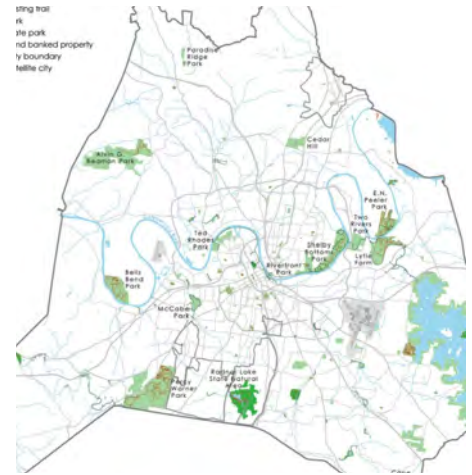 sting trail
rk
ate park
nd banked property
ty boundary
tellite city
Paradise
Ridge
Park
Cedar
Hill
Alvin G.
Beaman Park
E.N.
Peeler
Park
Two
Rivers
Park
Ted
Rhodes
Park
Shelby
Bottoms
Park
Lytle
Farm
Riverfront
Park
Bells
Bend
Park
McCabe
Park
Radnor Lake
State Natural
Area
Percy
Warner
Park